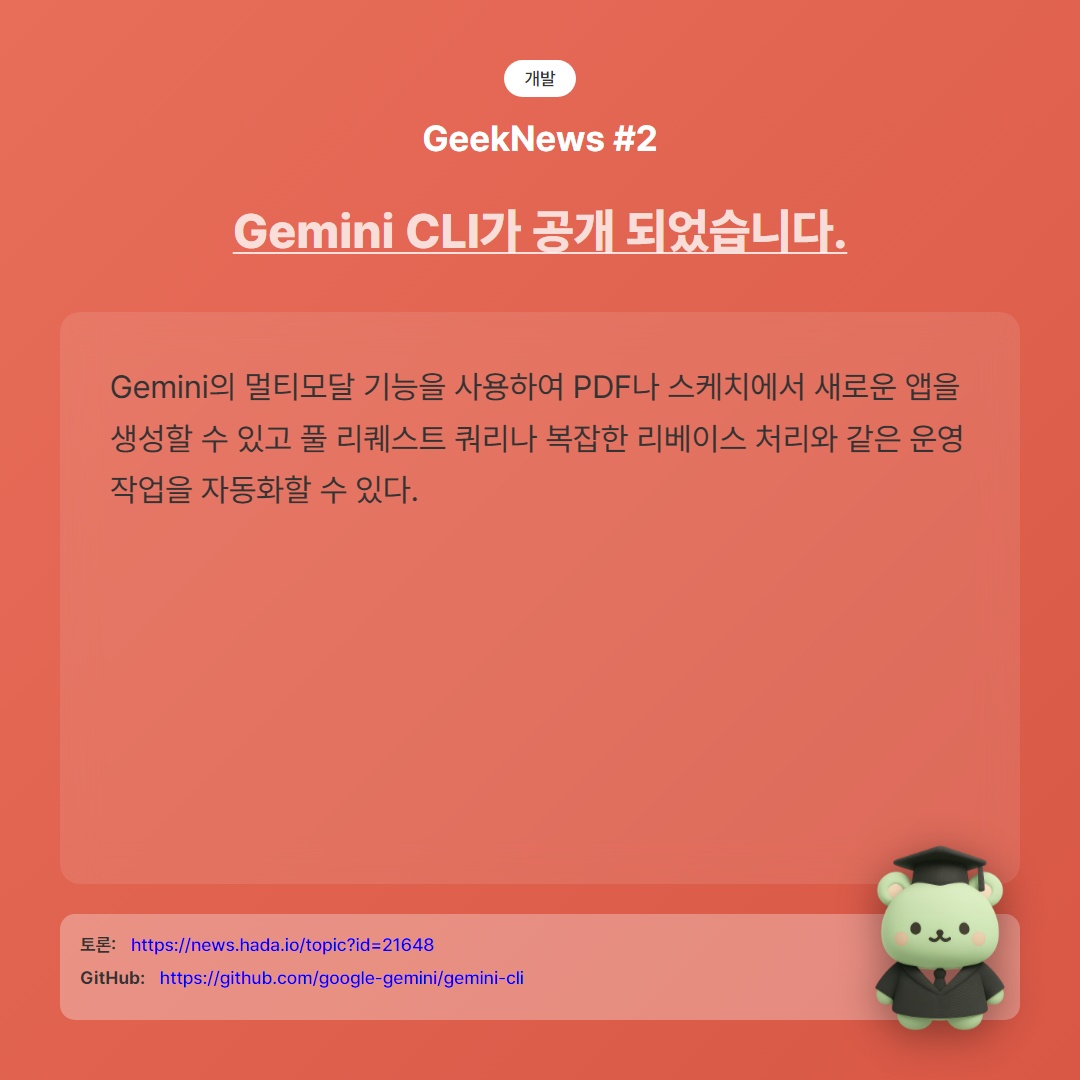 개발
GeekNews #2
Gemini CLI가 공개 되었습니다.
Gemini의 멀티모달 기능을 사용하여 PDF나 스케치에서 새로운 앱을
생성할 수 있고 풀 리퀘스트 쿼리나 복잡한 리베이스 처리와 같은 운영
작업을 자동화할 수 있다.
토론: https://news.hada.io/topic?id=21648
GitHub: https://github.com/google-gemini/gemini-cli